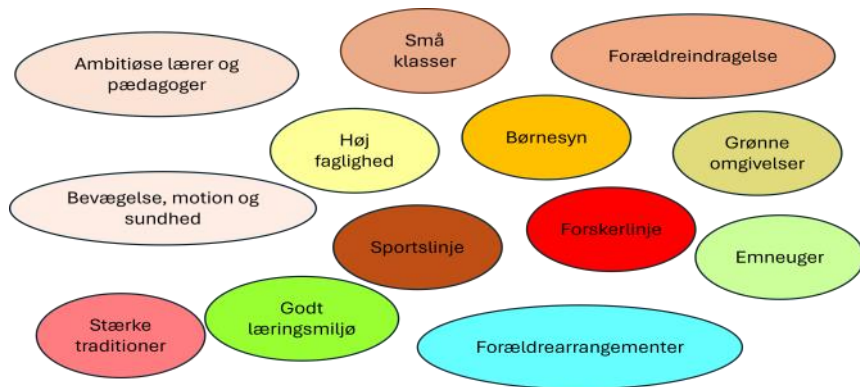 Ambitiøse lærer og
pædagoger
Små
klasser
Forældreindragelse
Høj
faglighed
Børnesyn
Grønne
omgivelser
Bevægelse, motion og
sundhed
Sportslinje
Forskerlinje
Emneuger
Stærke
traditioner
Godt
læringsmiljø
Forældrearrangementer